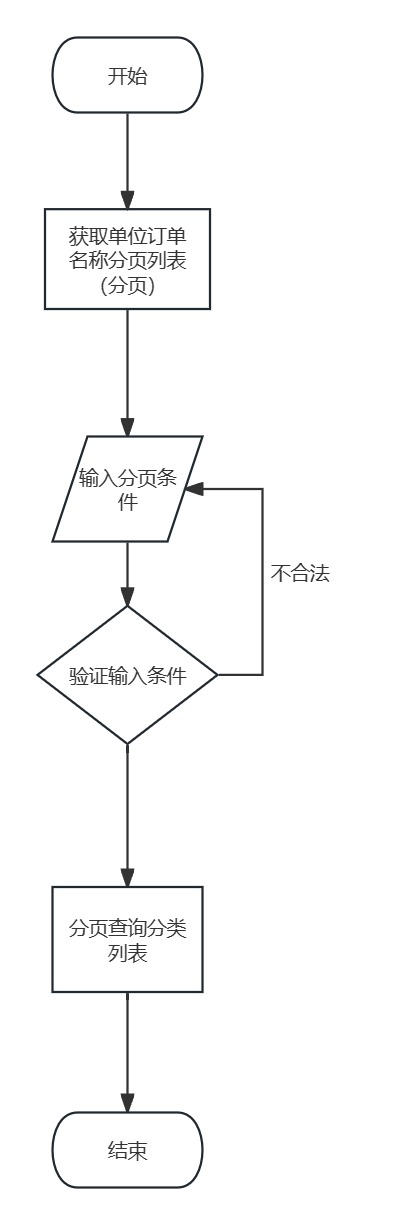 开始
获取单位订单
名称分页列表
（分页）
输入分页条
件
不合法
验证输入条件
分页查询分类
列表
结束